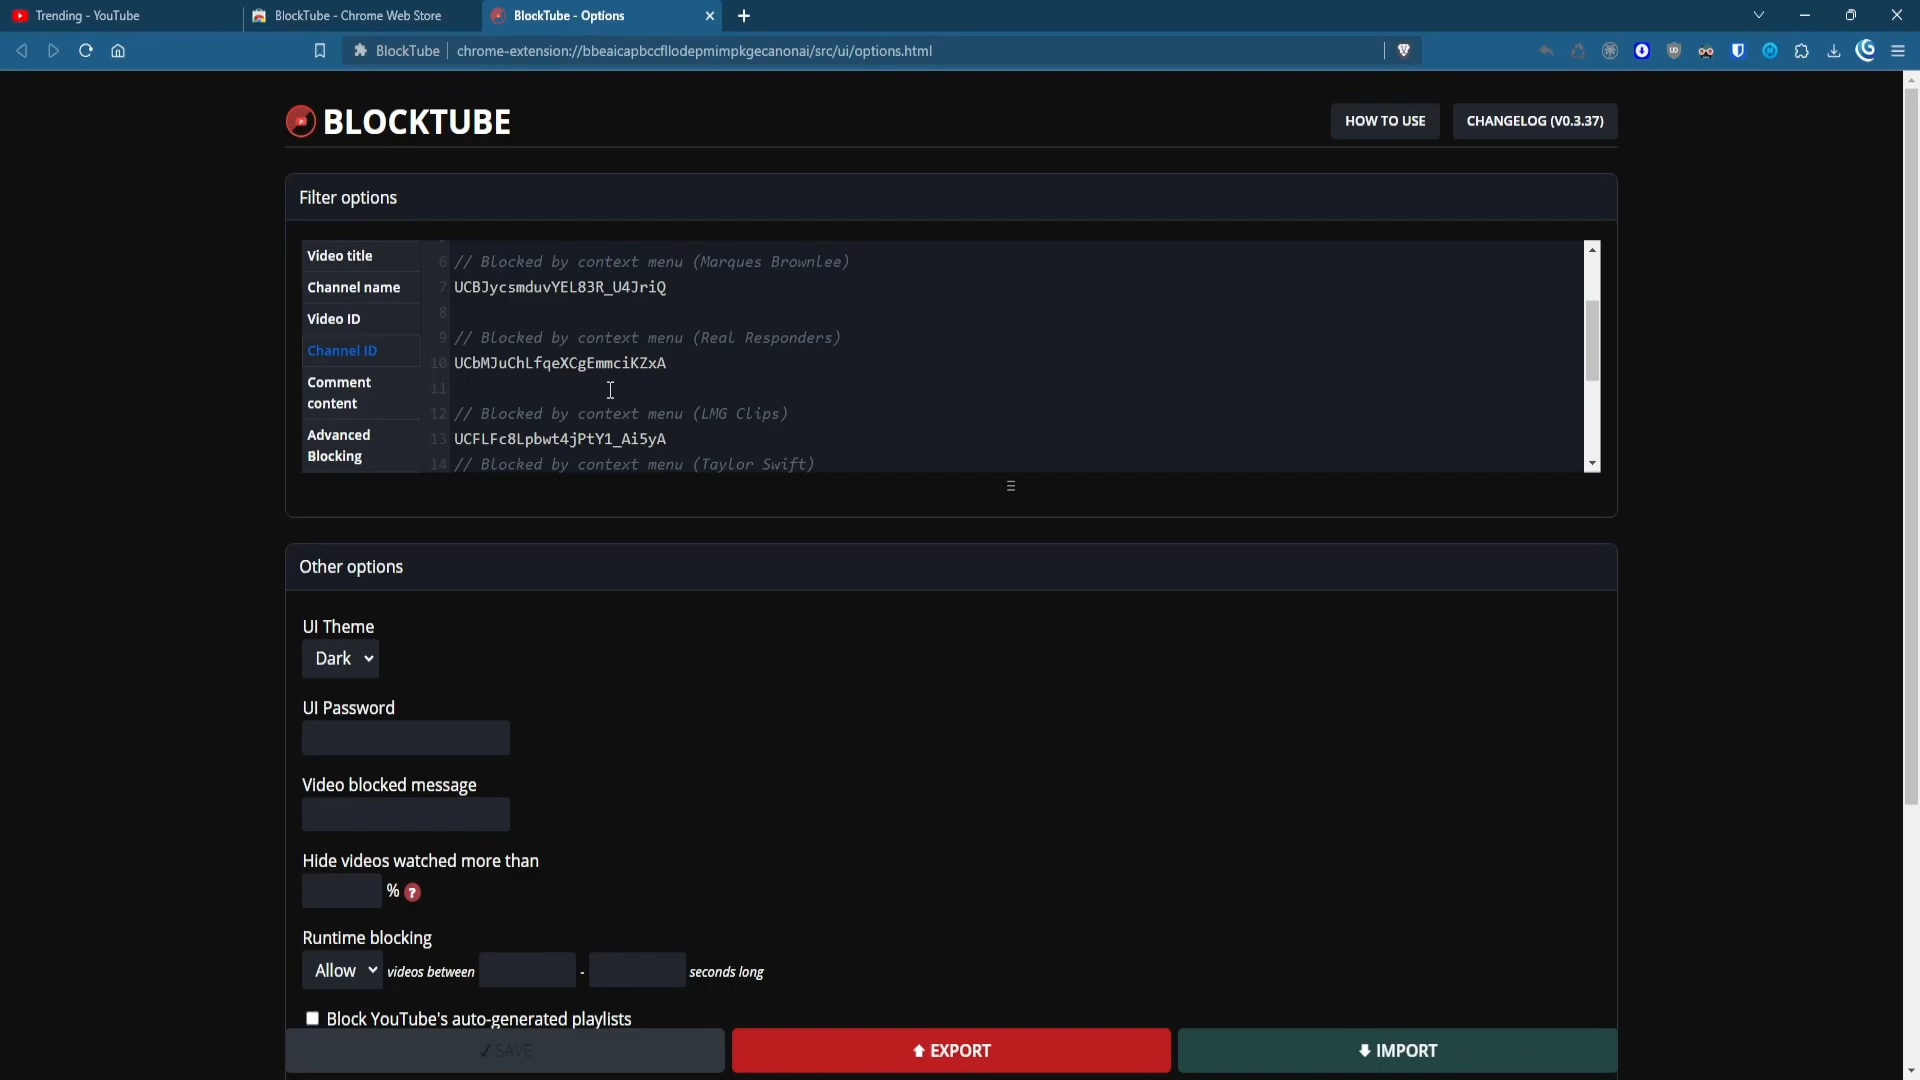 Trending - YouTube
BlockTube - Chrome Web Store
BlockTube - Options
BlockTube
chrome-extension://bbeaicapbccfllodepmimpkgecanonai/src/ui/options.html
BLOCKTUBE
HOW TO USE
CHANGELOG (V0.3.37)
Filter options
Video title
Channel name
Video ID
Channel ID
Comment
content
Advanced
Blocking
6 // Blocked by context menu (Marques Brownlee)
7 UCBJycsmduvYEL83R_U4JriQ
8
9 // Blocked by context menu (Real Responders)
10 UCbMJuChLfqeXCgEmmciKZxA
11
12 // Blocked by context menu (LMG Clips)
13 UCFLFc8Lpbwt4jPtY1_Ai5yA
14 // Blocked by context menu (Taylor Swift)
Other options
UI Theme
Dark
UI Password
Video blocked message
Hide videos watched more than
% ?
Runtime blocking
Allow videos between - seconds long
Block YouTube's auto-generated playlists
✓ SAVE
EXPORT
IMPORT